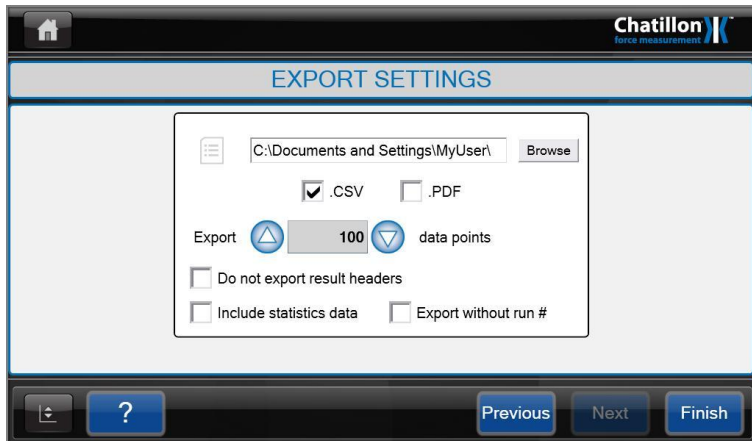 Chatillon
force measurement
EXPORT SETTINGS
C:\Documents and Settings\MyUser\ Browse
.CSV .PDF
Export 100 data points
Do not export result headers
Include statistics data Export without run #
? Previous Next Finish